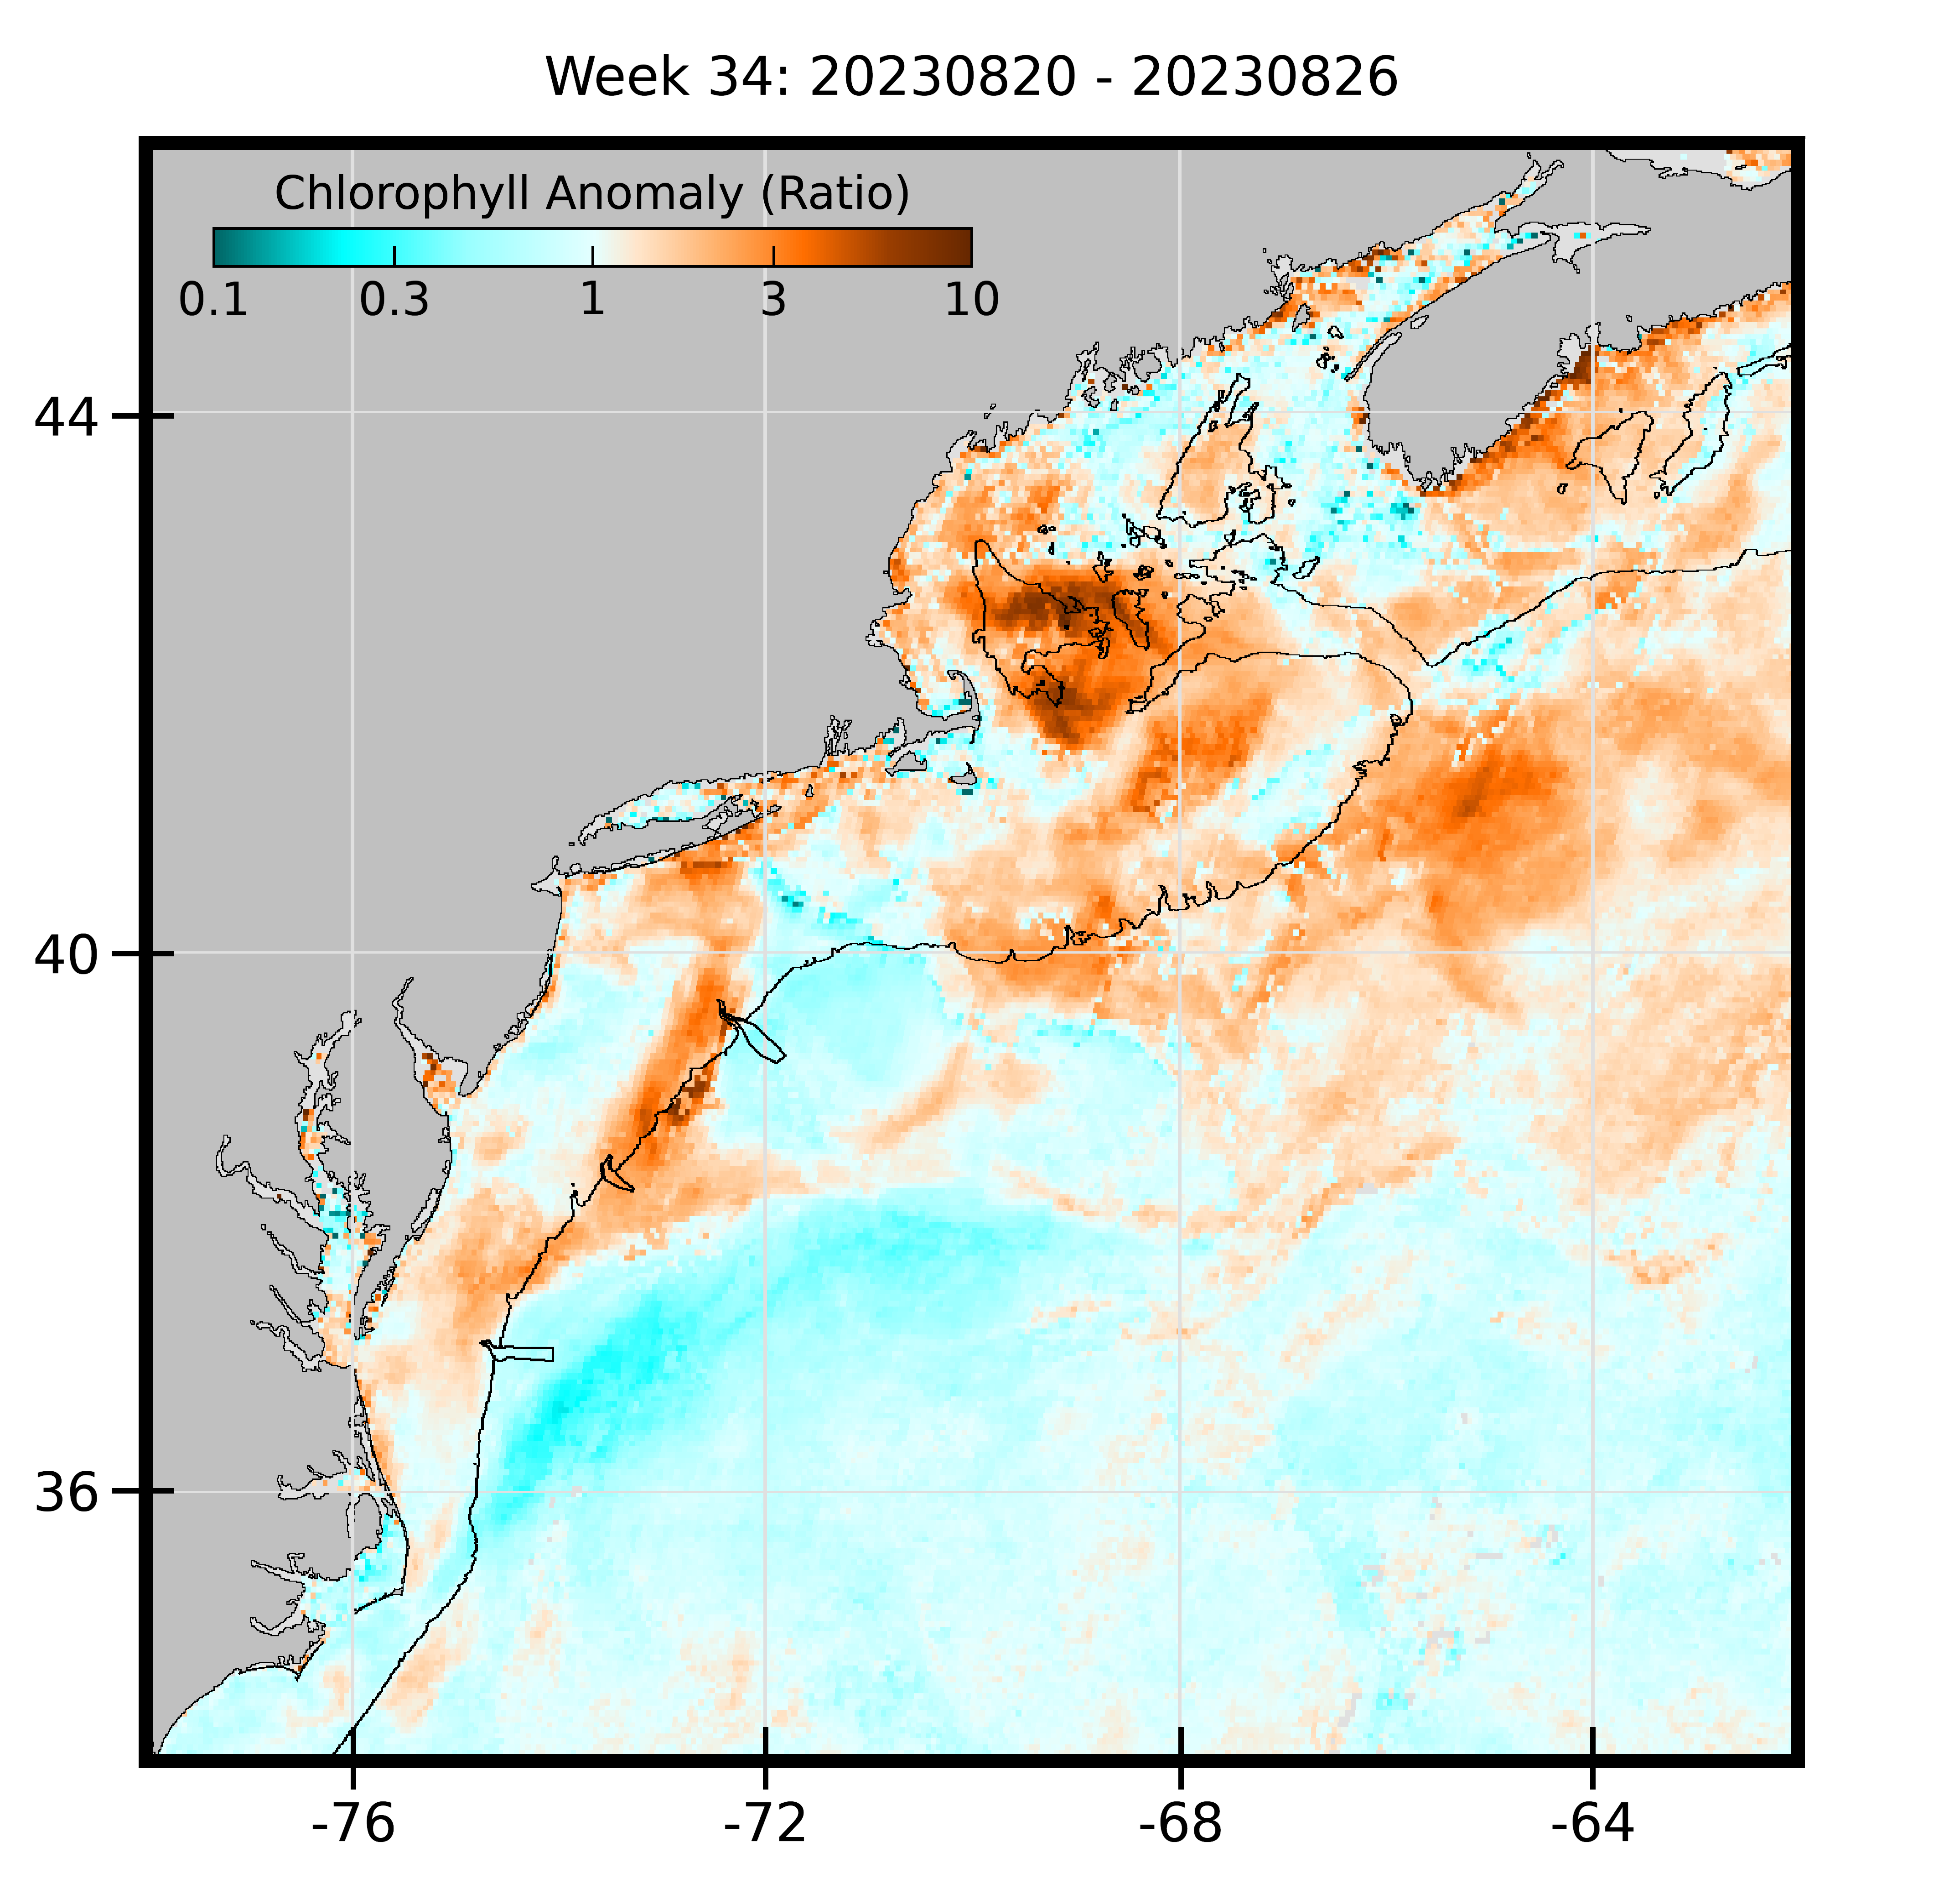 Week 34: 20230820 - 20230826
Chlorophyll Anomaly (Ratio)
0.1 0.3 1 3 10
44
40
36
-76 -72 -68 -64